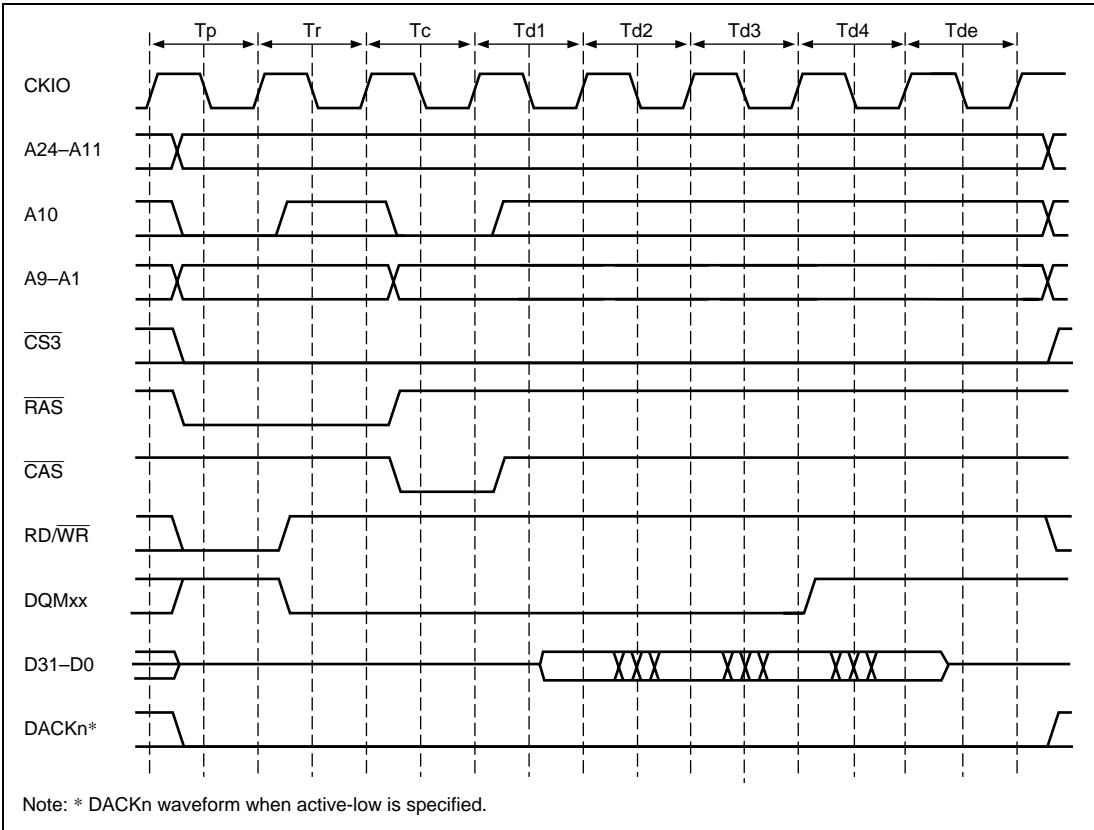 Tp Tr Tc Td1 Td2 Td3 Td4 Tde
CKIO
A24–A11
A10
A9–A1
CS3
RAS
CAS
RD/WR
DQMxx
D31–D0
DACKn*
Note: * DACKn waveform when active-low is specified.